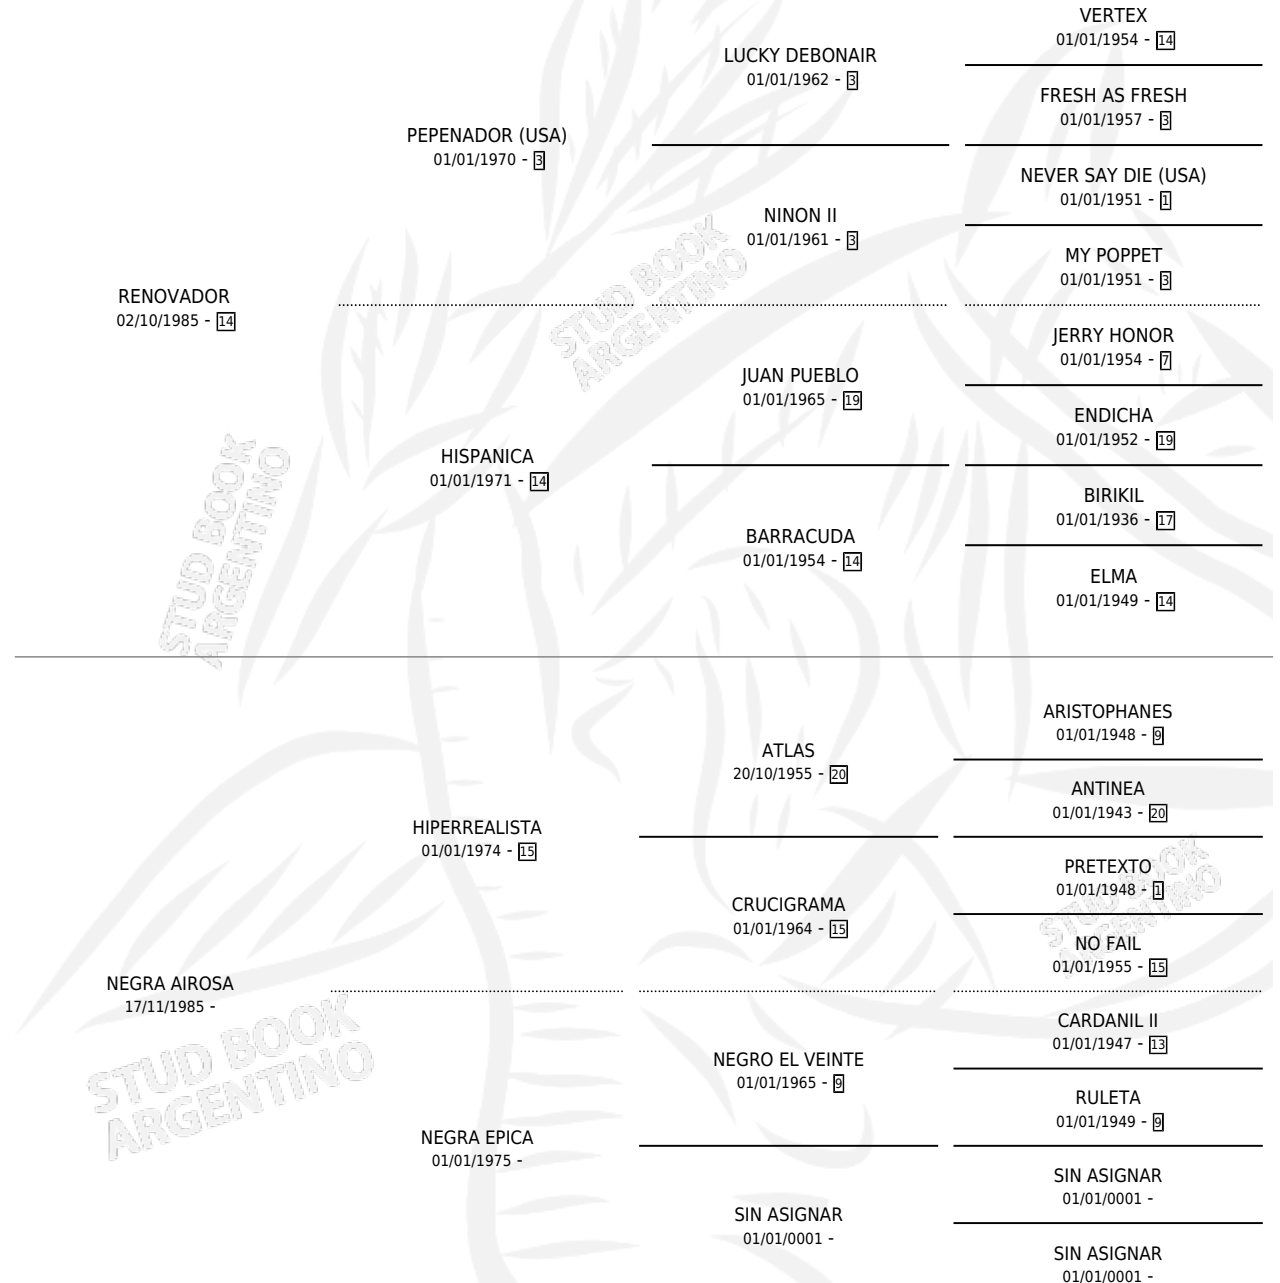 VERTEX
01/01/1954 - 14
LUCKY DEBONAIR
01/01/1962 - 3
FRESH AS FRESH
01/01/1957 - 3
PEPENADOR (USA)
01/01/1970 - 3
NEVER SAY DIE (USA)
01/01/1951 - 1
NINON II
01/01/1961 - 3
MY POPPET
01/01/1951 - 3
RENOVADOR
02/10/1985 - 14
JERRY HONOR
01/01/1954 - 7
JUAN PUEBLO
01/01/1965 - 19
ENDICHA
01/01/1952 - 19
HISPANICA
01/01/1971 - 14
BIRIKIL
01/01/1936 - 17
BARRACUDA
01/01/1954 - 14
ELMA
01/01/1949 - 14
ARISTOPHANES
01/01/1948 - 9
ATLAS
20/10/1955 - 20
ANTINEA
01/01/1943 - 20
HIPERREALISTA
01/01/1974 - 15
PRETEXTO
01/01/1948 - 1
CRUCIGRAMA
01/01/1964 - 15
NO FAIL
01/01/1955 - 15
NEGRA AIROSA
17/11/1985 -
CARDANIL II
01/01/1947 - 13
NEGRO EL VEINTE
01/01/1965 - 9
RULETA
01/01/1949 - 9
NEGRA EPICA
01/01/1975 -
SIN ASIGNAR
01/01/0001 -
SIN ASIGNAR
01/01/0001 -
SIN ASIGNAR
01/01/0001 -
STUD BOOK
ARGENTINO
STUD BOOK
ARGENTINO
STUD BOOK
ARGENTINO
STUD BOOK
ARGENTINO